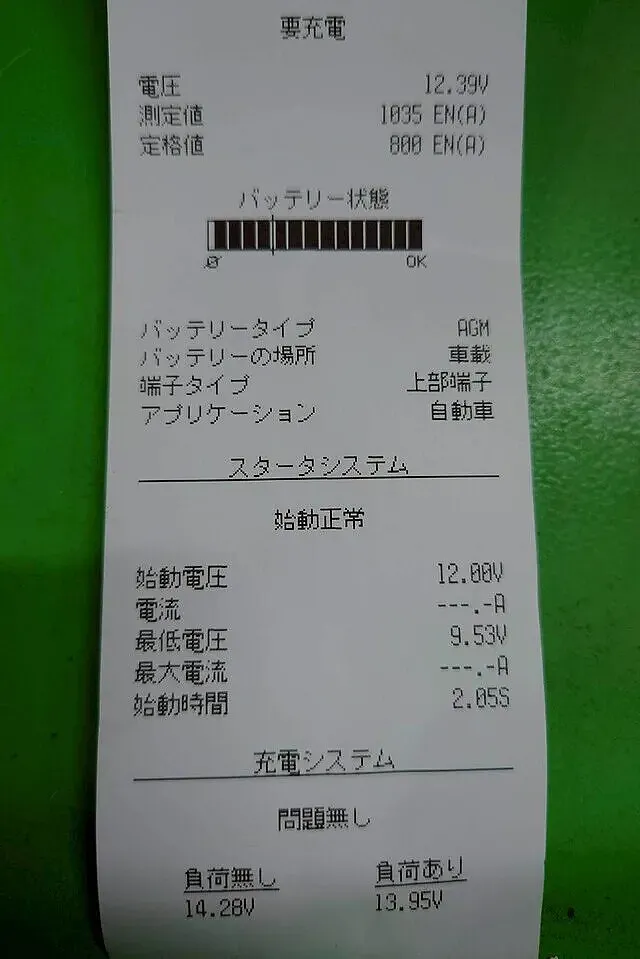 要充電
電圧 12.39V
測定値 1035 EN(A)
定格値 800 EN(A)
バッテリー状態
0 OK
バッテリータイプ AGM
バッテリーの場所 車載
端子タイプ 上部端子
アプリケーション 自動車
スタータシステム
始動正常
始動電圧 12.00V
電流 ---.-A
最低電圧 9.53V
最大電流 ---.-A
始動時間 2.05S
充電システム
問題無し
負荷無し 負荷あり
14.28V 13.95V